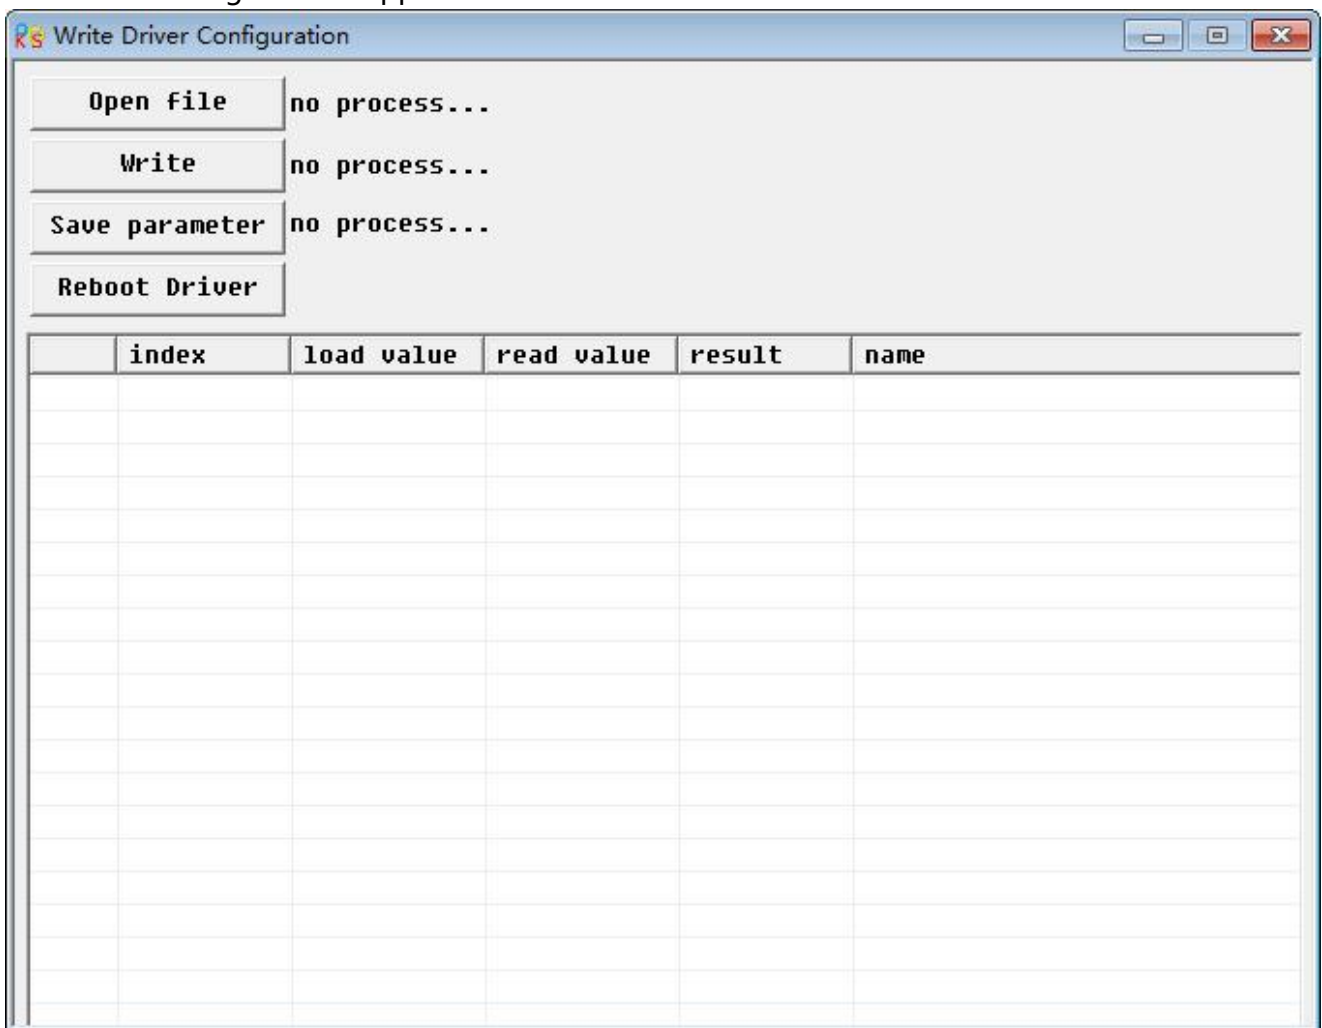 Write Driver Configuration
Open file no process...
Write no process...
Save parameter no process...
Reboot Driver
index load value read value result name